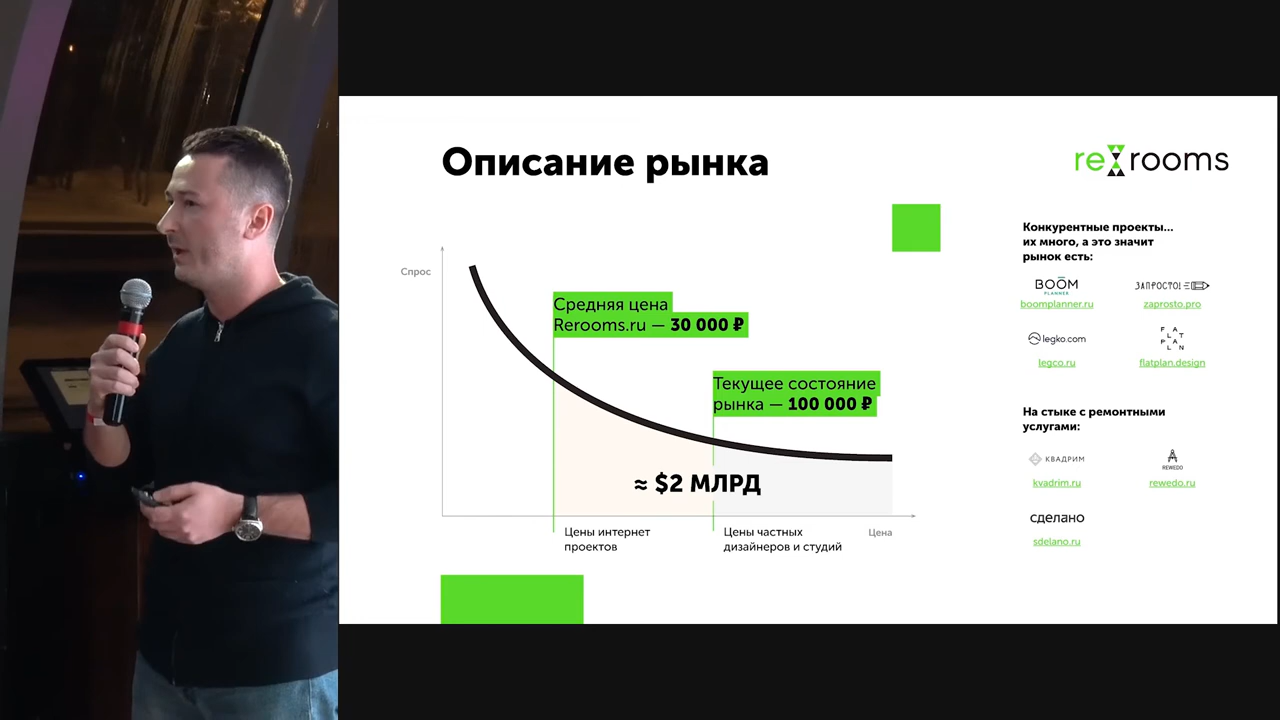 Описание рынка
rerooms
Спрос
Средняя цена
Rerooms.ru — 30 000 ₽
Текущее состояние
рынка — 100 000 ₽
≈ $2 МЛРД
Цены интернет
проектов
Цены частных
дизайнеров и студий
Цена
Конкурентные проекты...
их много, а это значит
рынок есть:
BOOM
PLANNER
boomplanner.ru
ЗАПРОСТО!
zaprosto.pro
legko.com
legco.ru
FLA
FLAT
PLAN
flatplan.design
На стыке с ремонтными
услугами:
КВАДРИМ
kvadrim.ru
REWEDO
rewedo.ru
сделано
sdelano.ru